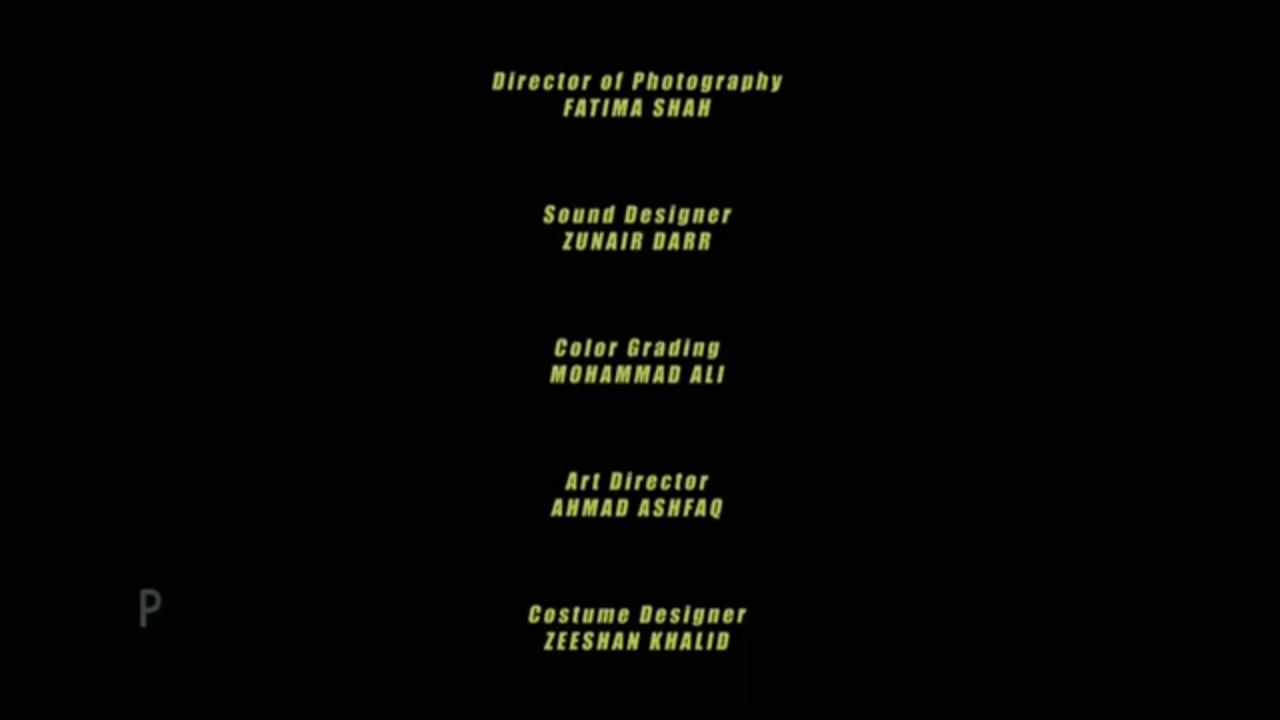 Director of Photography
FATIMA SHAH
Sound Designer
ZUNAIR DARR
Color Grading
MOHAMMAD ALI
Art Director
AHMAD ASHFAQ
P
Costume Designer
ZEESHAN KHALID